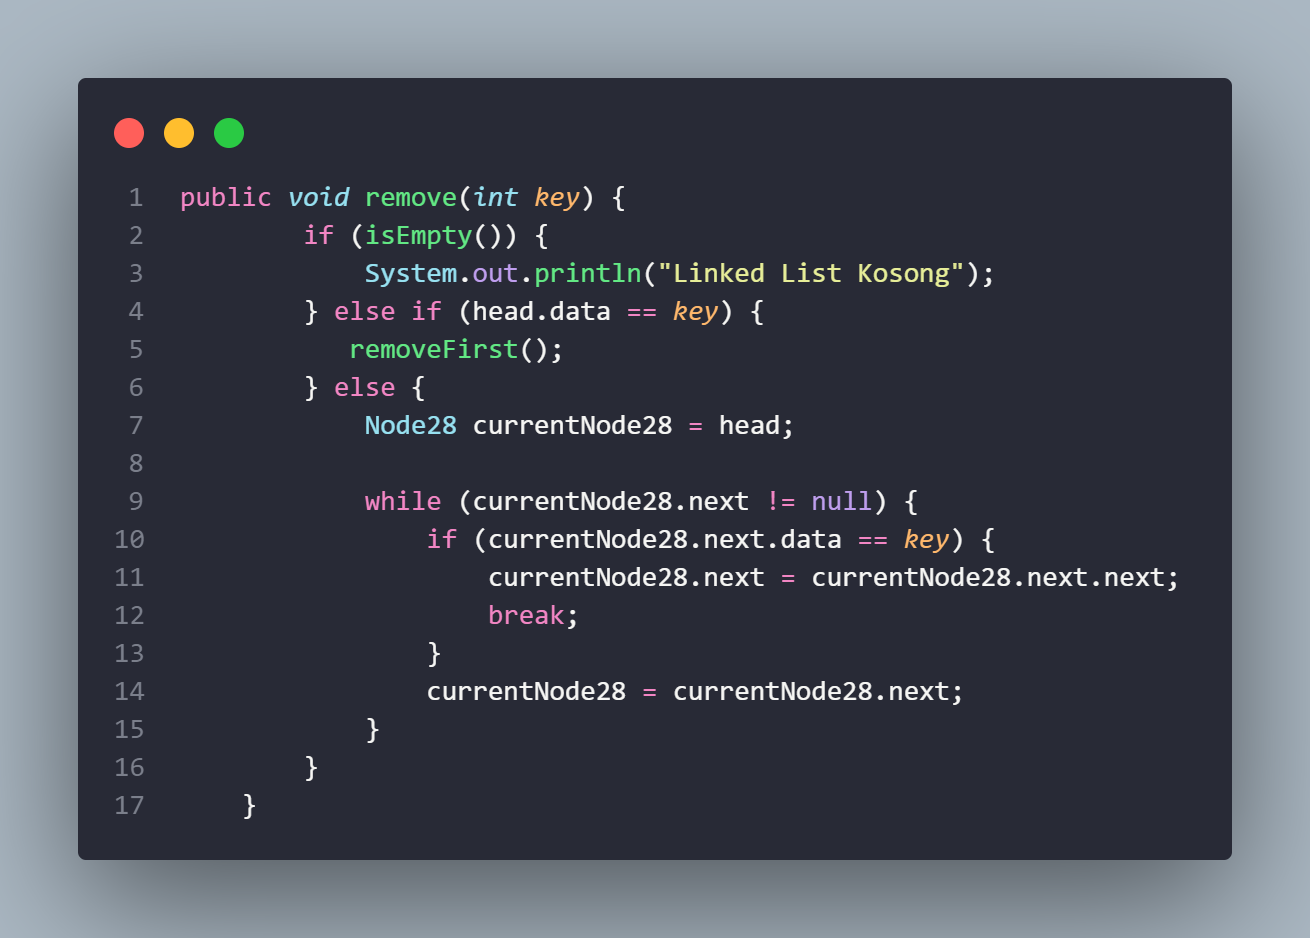 1 public void remove(int key) {
2 if (isEmpty()) {
3 System.out.println("Linked List Kosong");
4 } else if (head.data == key) {
5 removeFirst();
6 } else {
7 Node28 currentNode28 = head;
8
9 while (currentNode28.next != null) {
10 if (currentNode28.next.data == key) {
11 currentNode28.next = currentNode28.next.next;
12 break;
13 }
14 currentNode28 = currentNode28.next;
15 }
16 }
17 }